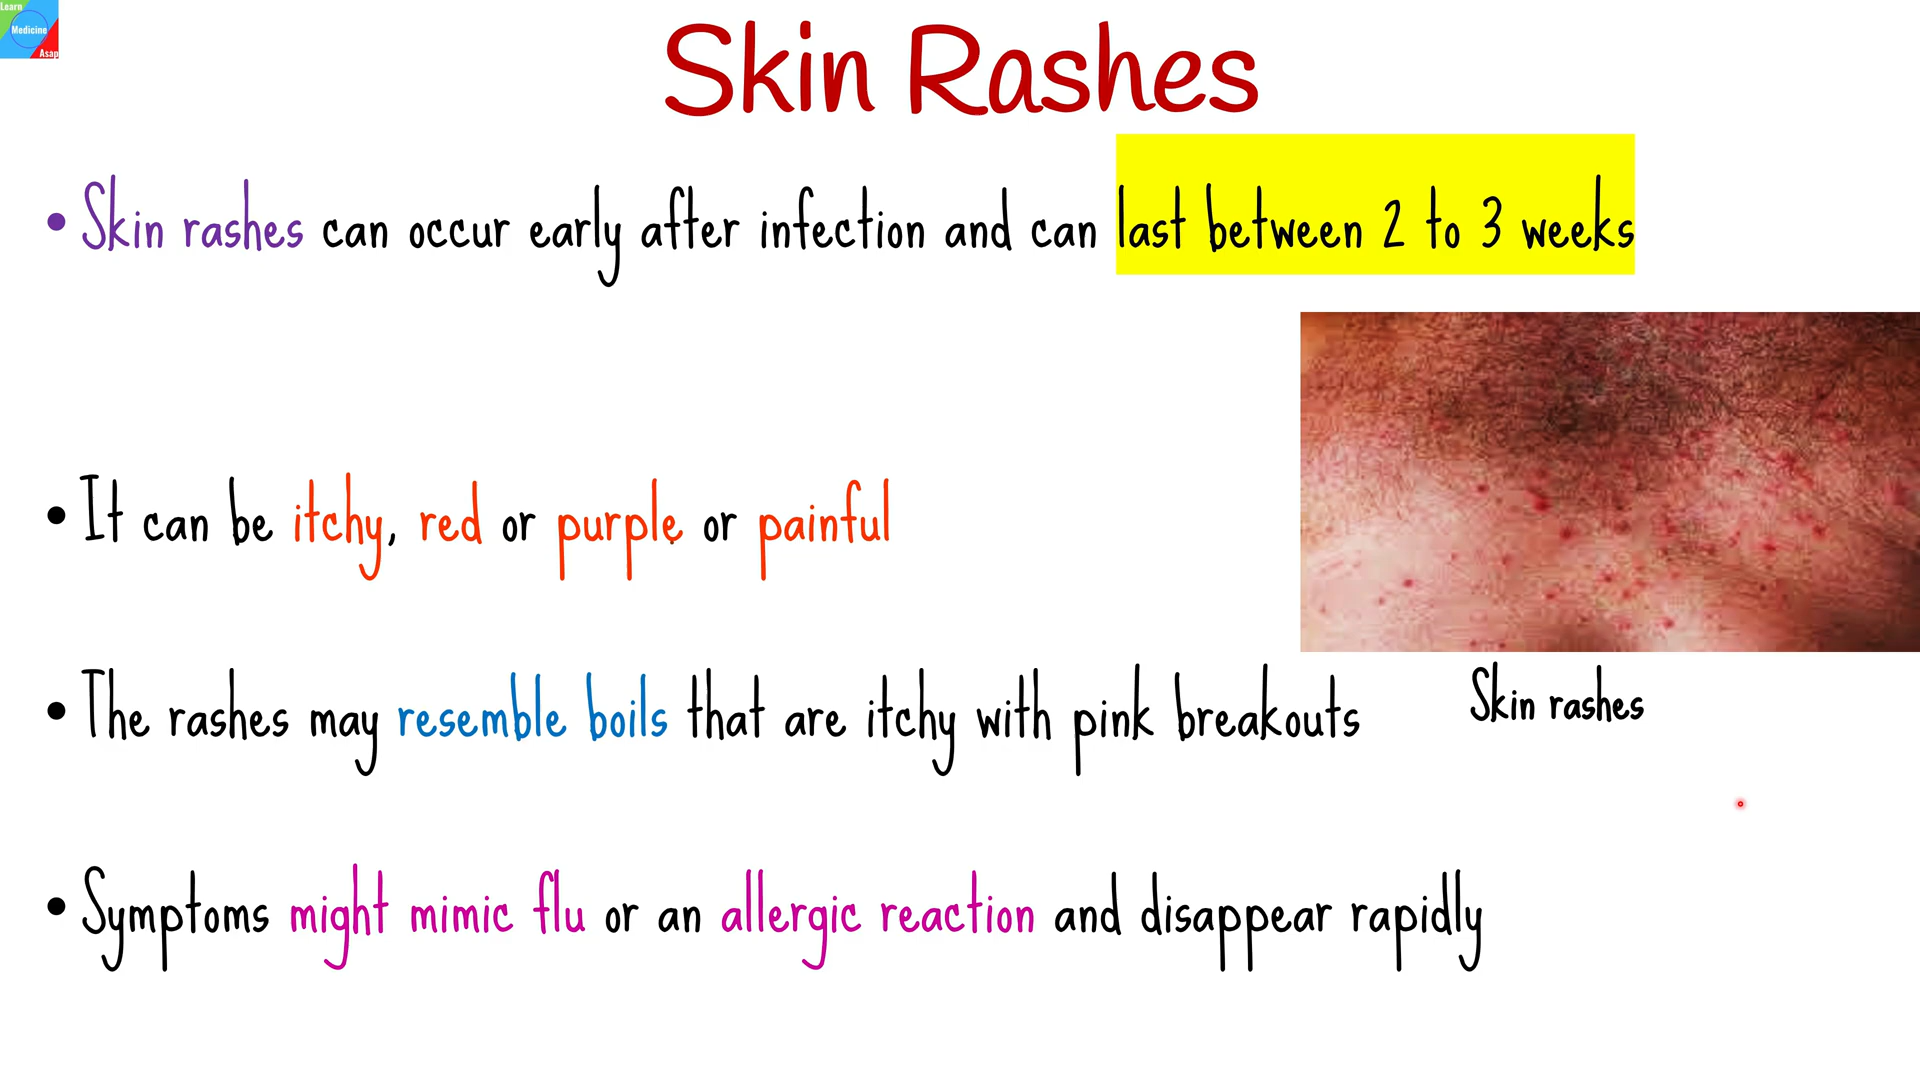 Learn
Medicine
Asap
Skin Rashes
• Skin rashes can occur early after infection and can last between 2 to 3 weeks
• It can be itchy, red or purple or painful
• The rashes may resemble boils that are itchy with pink breakouts
Skin rashes
• Symptoms might mimic flu or an allergic reaction and disappear rapidly